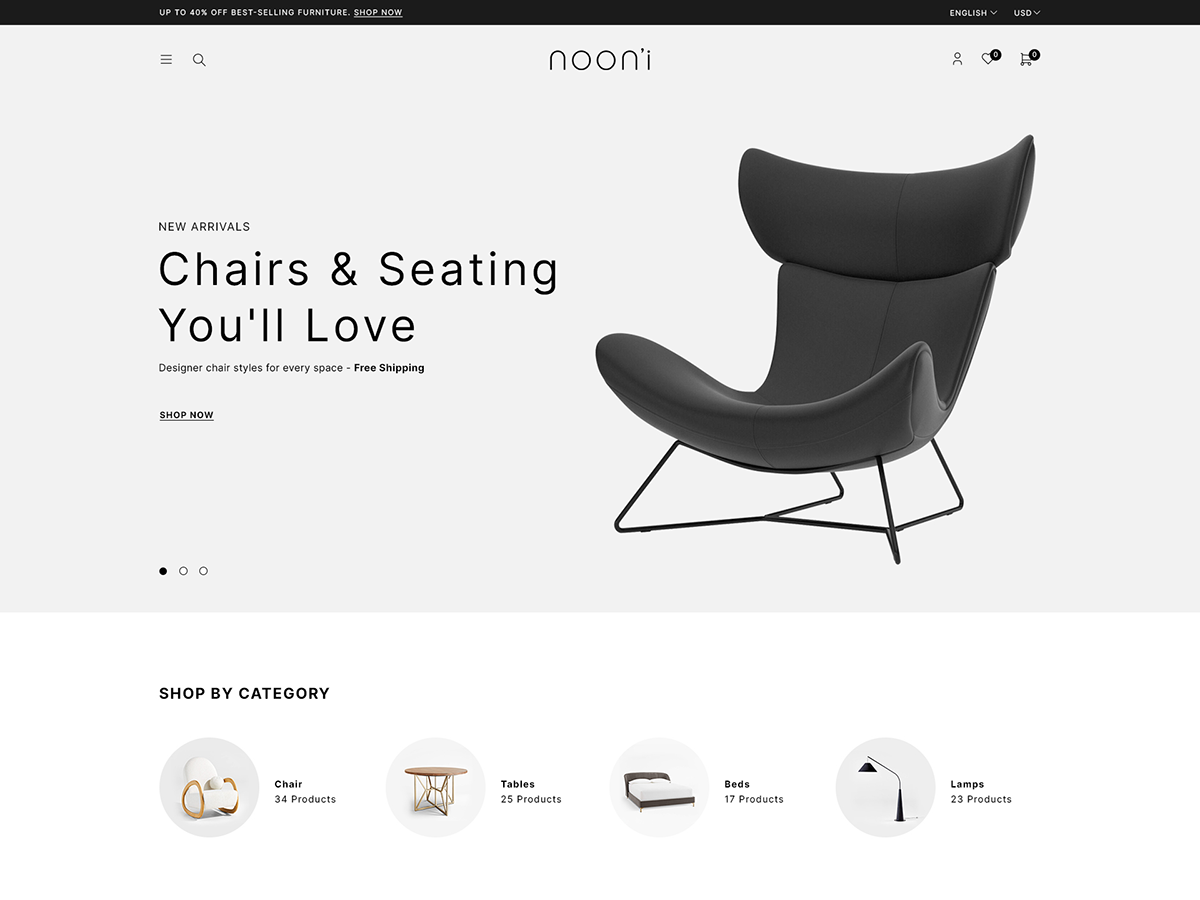 UP TO 40% OFF BEST-SELLING FURNITURE. SHOP NOW
ENGLISH
USD
noon'i
0
0
NEW ARRIVALS
Chairs & Seating
You'll Love
Designer chair styles for every space - Free Shipping
SHOP NOW
SHOP BY CATEGORY
Chair
34 Products
Tables
25 Products
Beds
17 Products
Lamps
23 Products